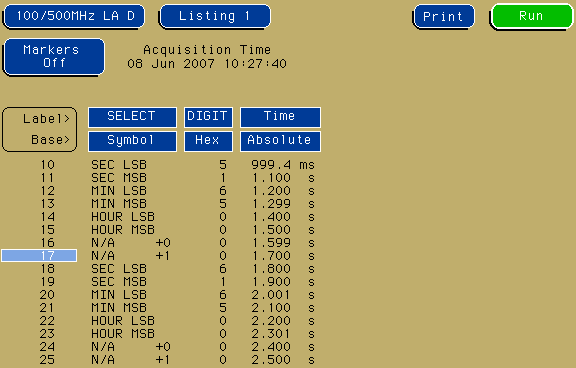 100/500MHz LA D Listing 1 Print Run
Markers Off Acquisition Time
08 Jun 2007 10:27:40
Label> SELECT DIGIT Time
Base> Symbol Hex Absolute
10 SEC LSB 5 999.4 ms
11 SEC MSB 1 1.100 s
12 MIN LSB 6 1.200 s
13 MIN MSB 5 1.299 s
14 HOUR LSB 0 1.400 s
15 HOUR MSB 0 1.500 s
16 N/A +0 0 1.599 s
17 N/A +1 0 1.700 s
18 SEC LSB 6 1.800 s
19 SEC MSB 1 1.900 s
20 MIN LSB 6 2.001 s
21 MIN MSB 5 2.100 s
22 HOUR LSB 0 2.200 s
23 HOUR MSB 0 2.301 s
24 N/A +0 0 2.400 s
25 N/A +1 0 2.500 s